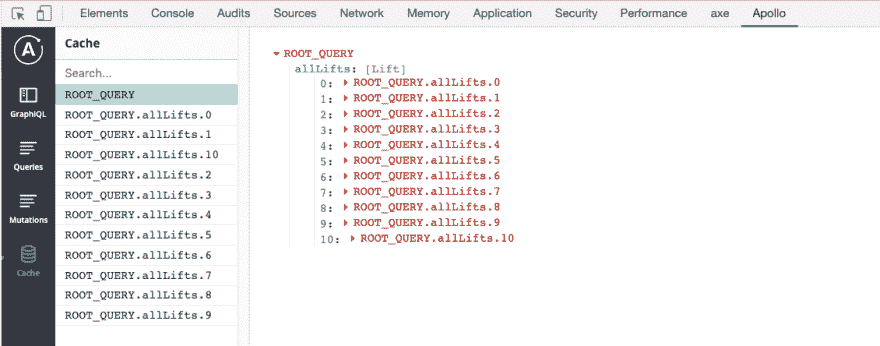 Elements Console Audits Sources Network Memory Application Security Performance axe Apollo
A
GraphiQL
Queries
Mutations
Cache
Cache
Search...
ROOT_QUERY
ROOT_QUERY.allLifts.0
ROOT_QUERY.allLifts.1
ROOT_QUERY.allLifts.10
ROOT_QUERY.allLifts.2
ROOT_QUERY.allLifts.3
ROOT_QUERY.allLifts.4
ROOT_QUERY.allLifts.5
ROOT_QUERY.allLifts.6
ROOT_QUERY.allLifts.7
ROOT_QUERY.allLifts.8
ROOT_QUERY.allLifts.9
ROOT_QUERY
allLifts: [Lift]
0: ROOT_QUERY.allLifts.0
1: ROOT_QUERY.allLifts.1
2: ROOT_QUERY.allLifts.2
3: ROOT_QUERY.allLifts.3
4: ROOT_QUERY.allLifts.4
5: ROOT_QUERY.allLifts.5
6: ROOT_QUERY.allLifts.6
7: ROOT_QUERY.allLifts.7
8: ROOT_QUERY.allLifts.8
9: ROOT_QUERY.allLifts.9
10: ROOT_QUERY.allLifts.10